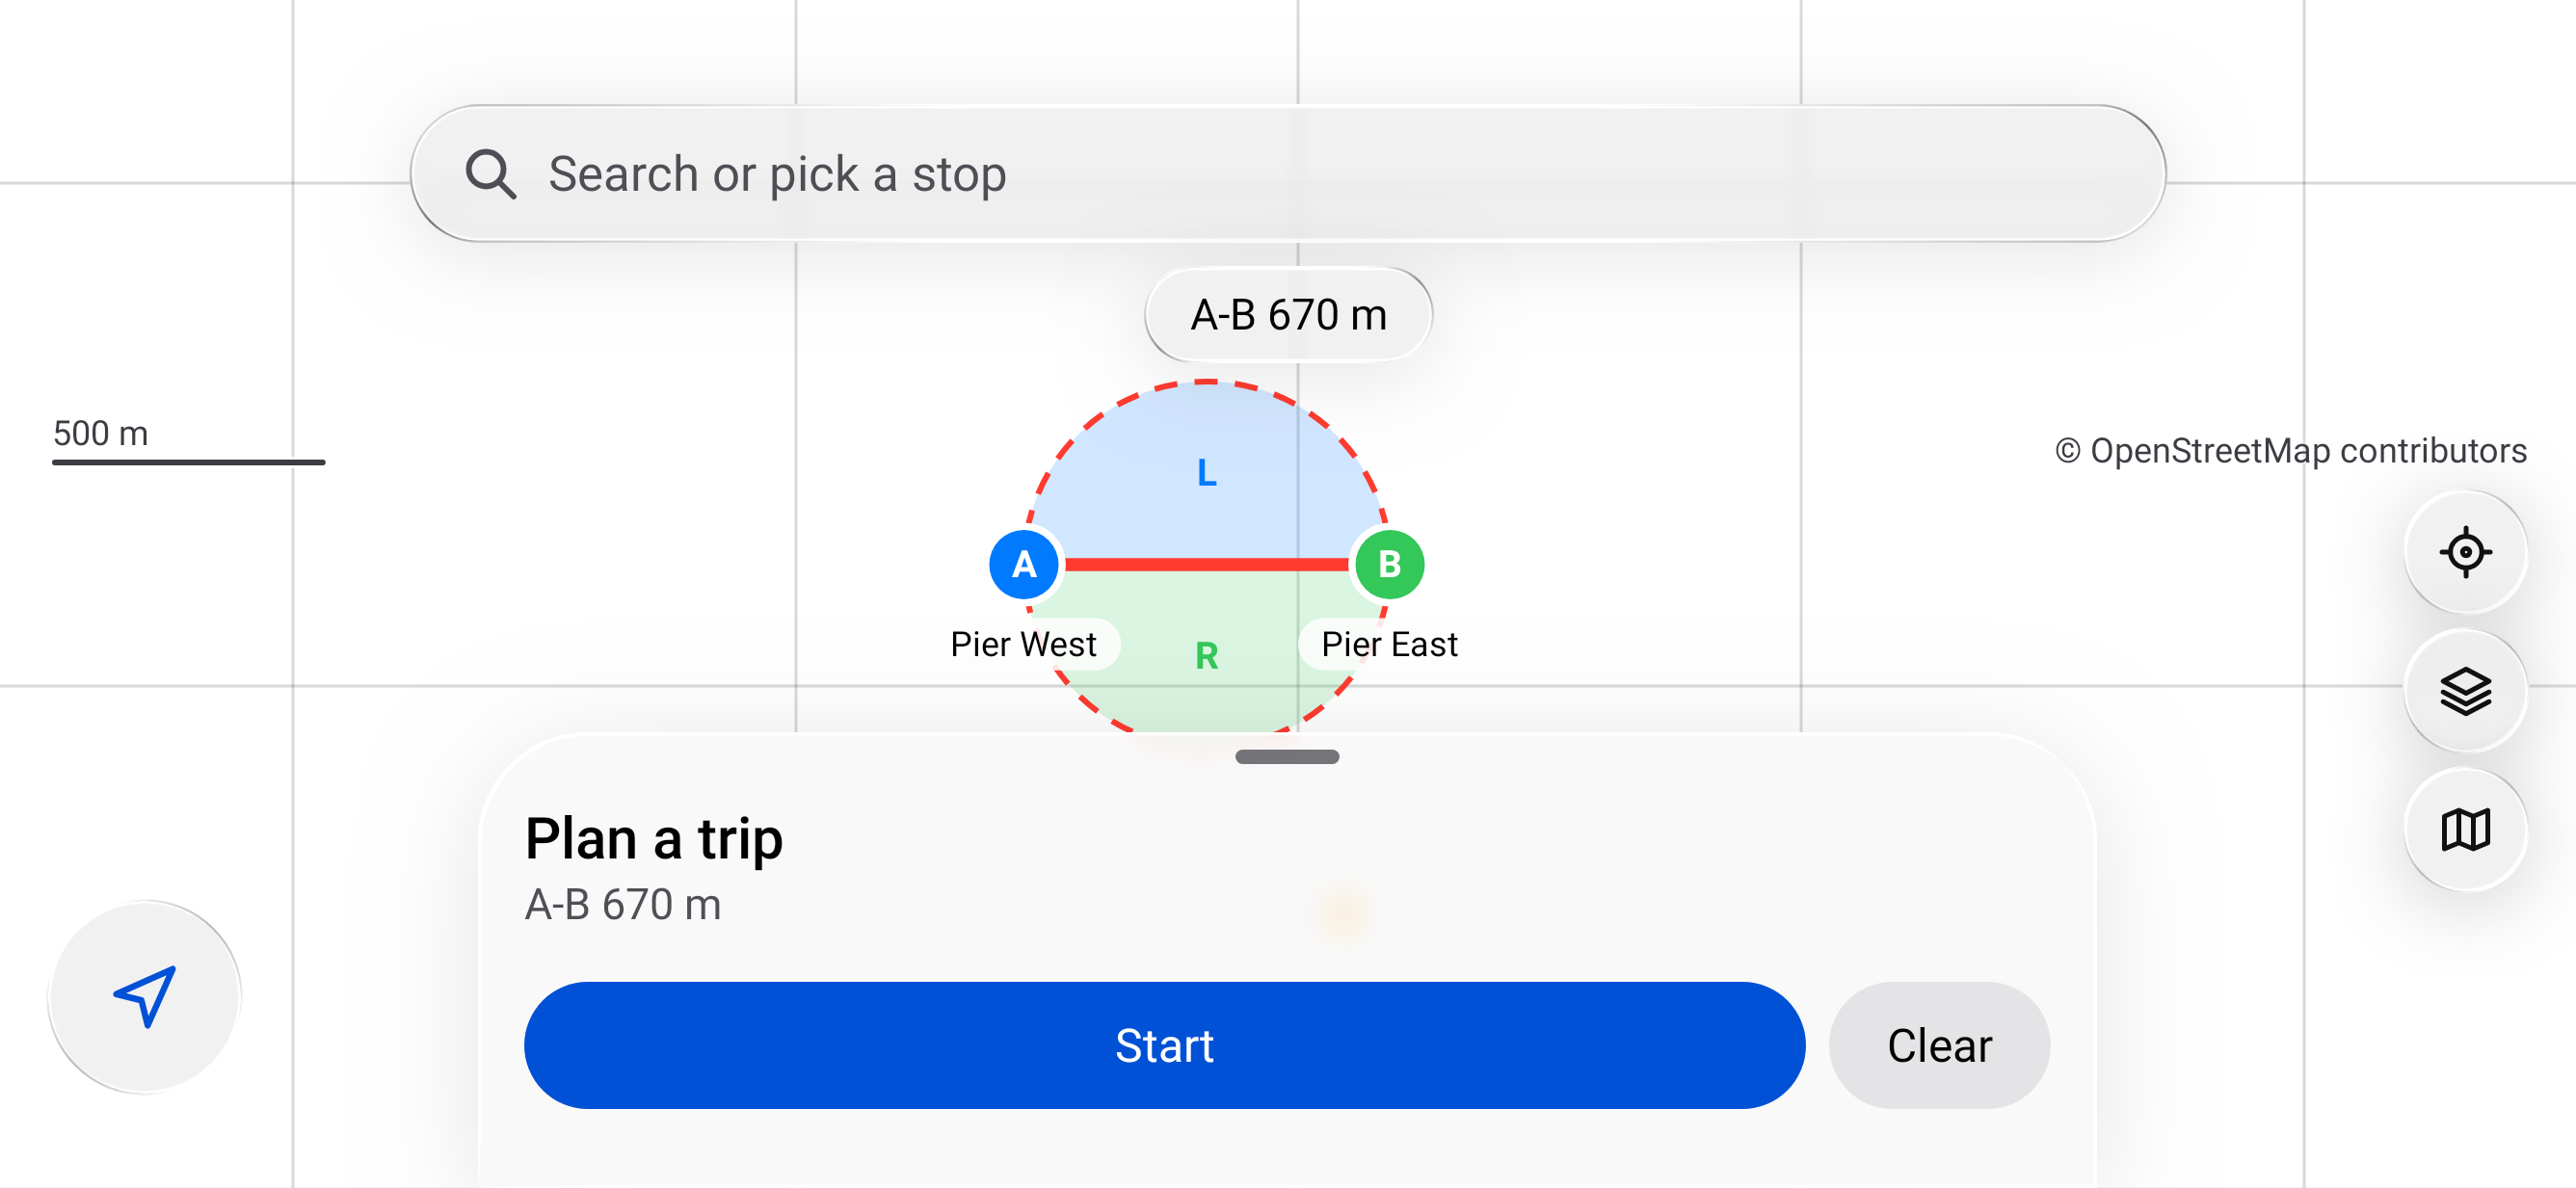 Search or pick a stop
A-B 670 m
500 m
© OpenStreetMap contributors
L
A
B
Pier West
R
Pier East
Plan a trip
A-B 670 m
Start
Clear